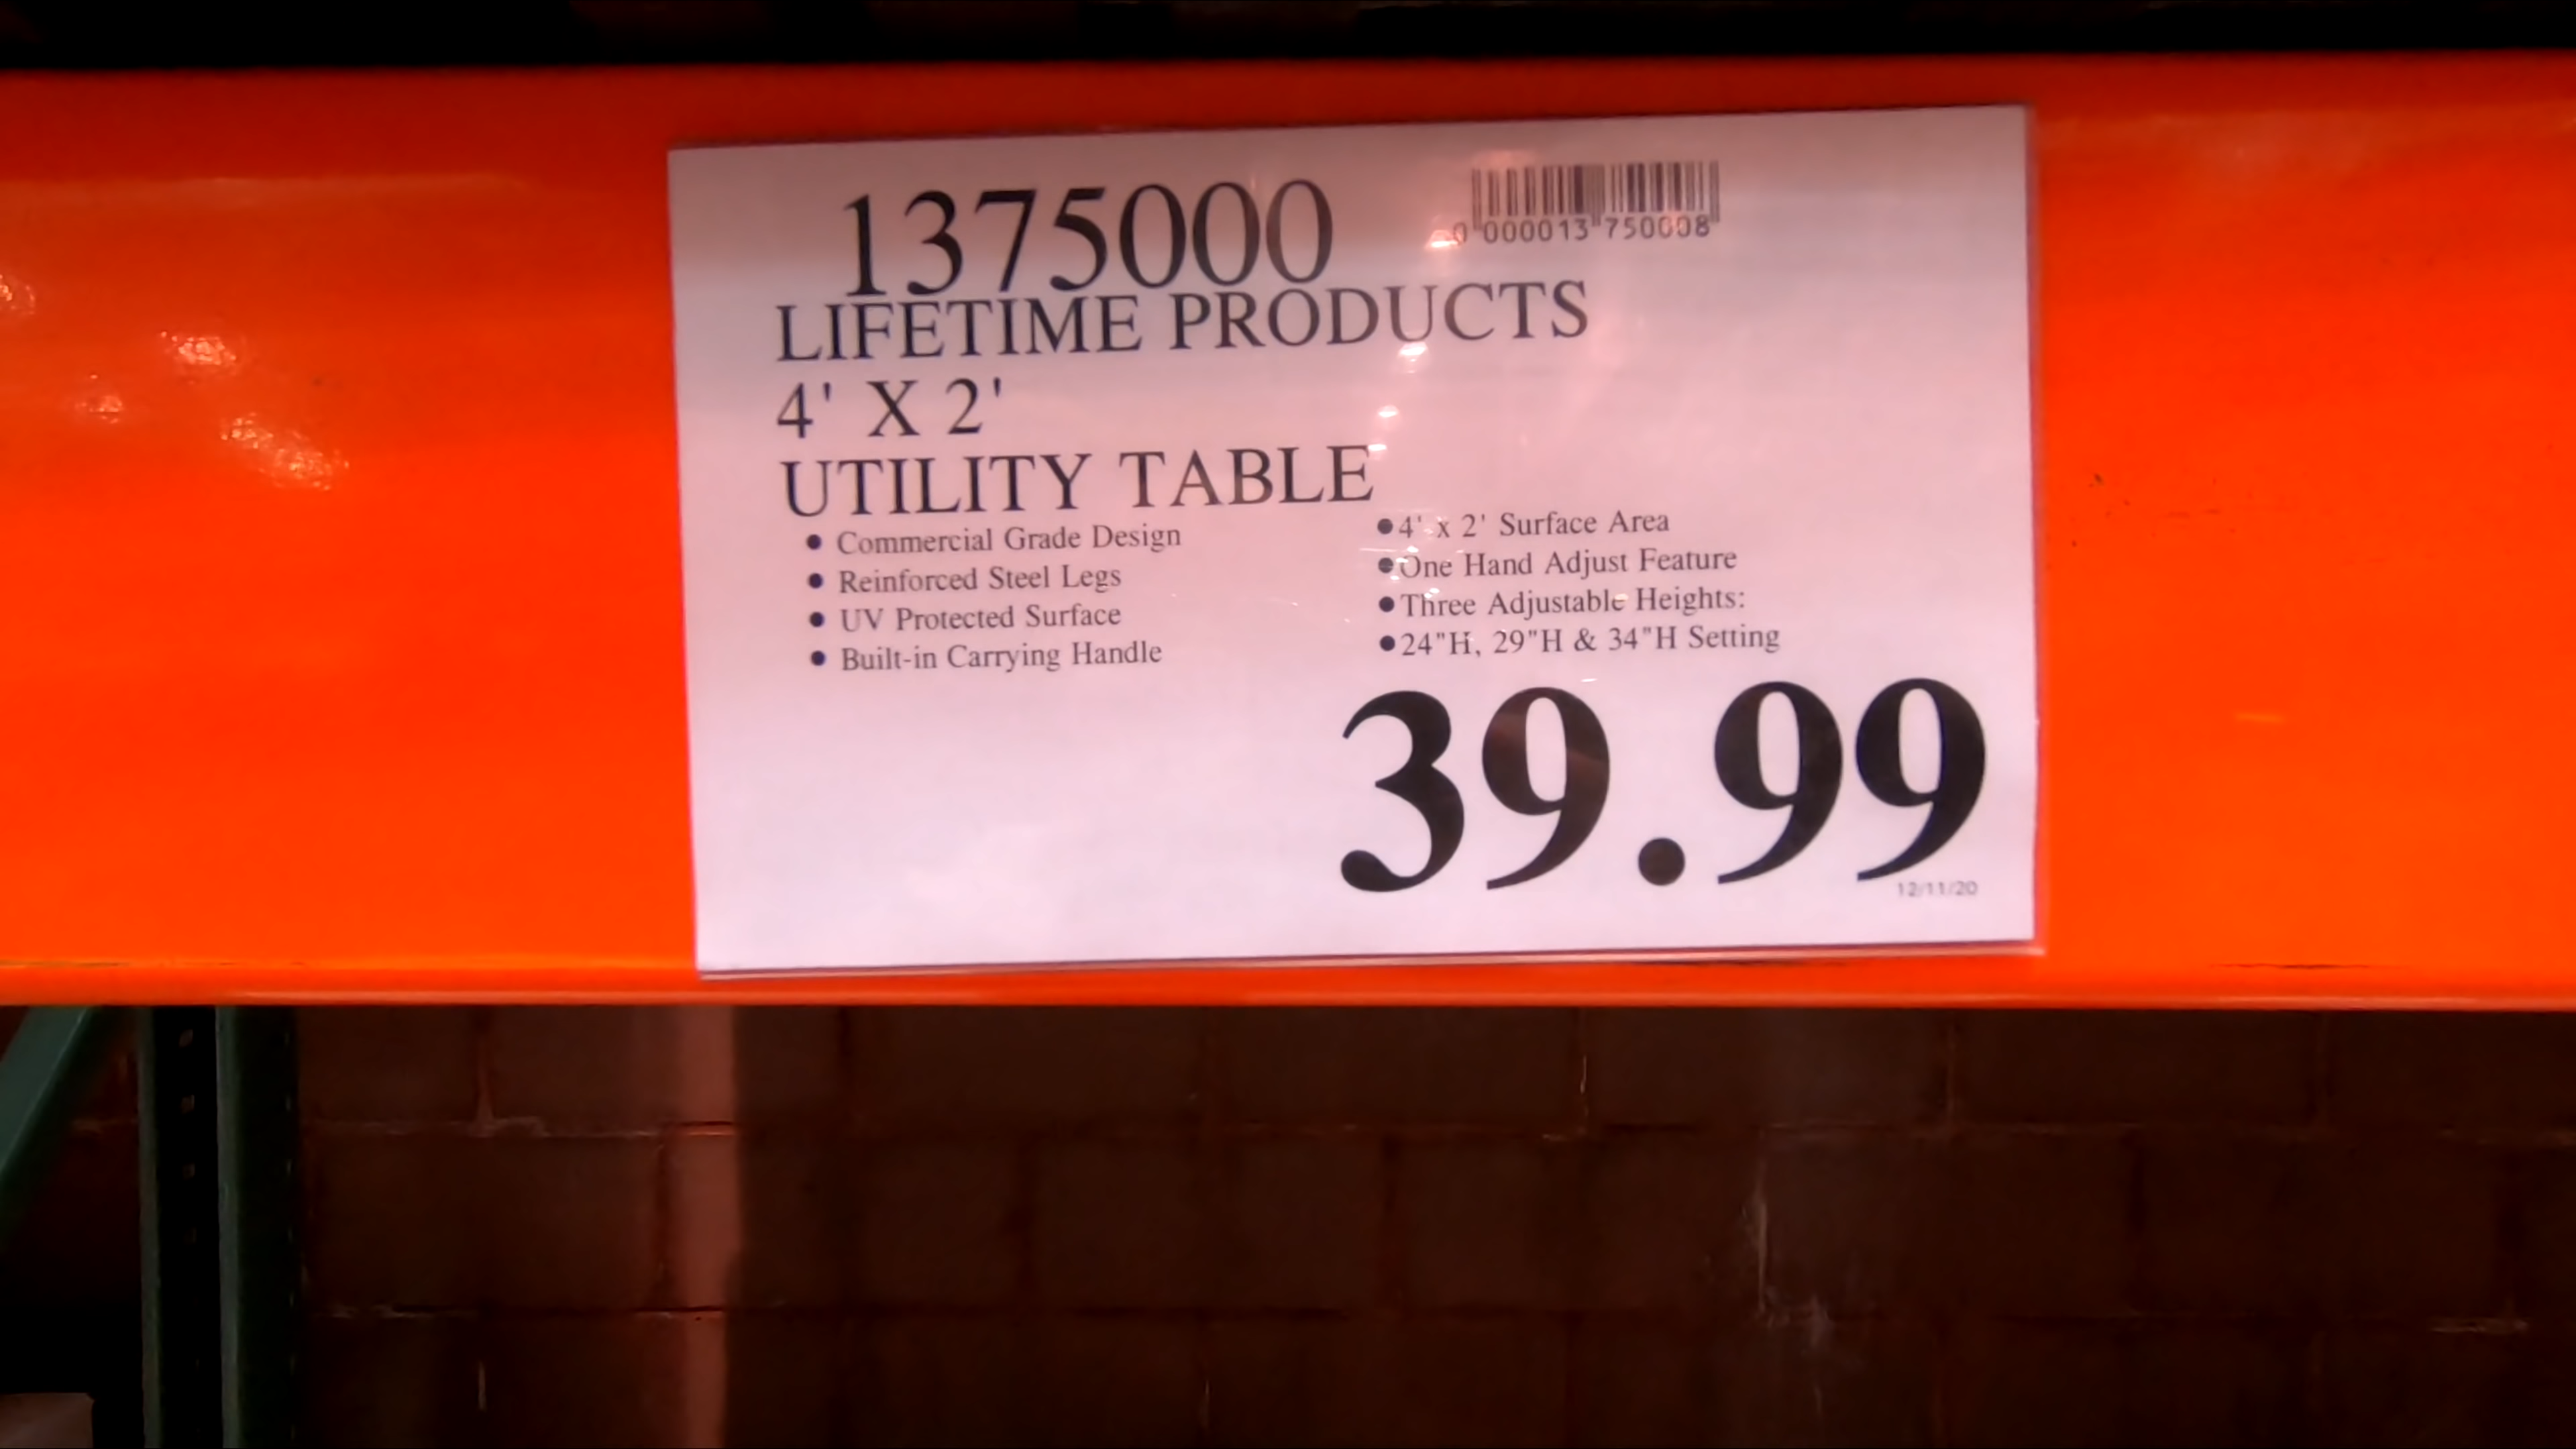 1375000
0 000013 750008
LIFETIME PRODUCTS
4' X 2'
UTILITY TABLE
• Commercial Grade Design
• Reinforced Steel Legs
• UV Protected Surface
• Built-in Carrying Handle
• 4' x 2' Surface Area
• One Hand Adjust Feature
• Three Adjustable Heights:
• 24"H, 29"H & 34"H Setting
39.99
12/11/20